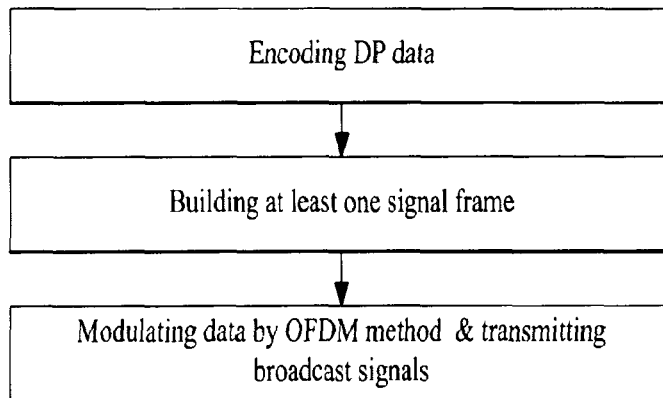 Encoding DP data
Building at least one signal frame
Modulating data by OFDM method & transmitting
broadcast signals